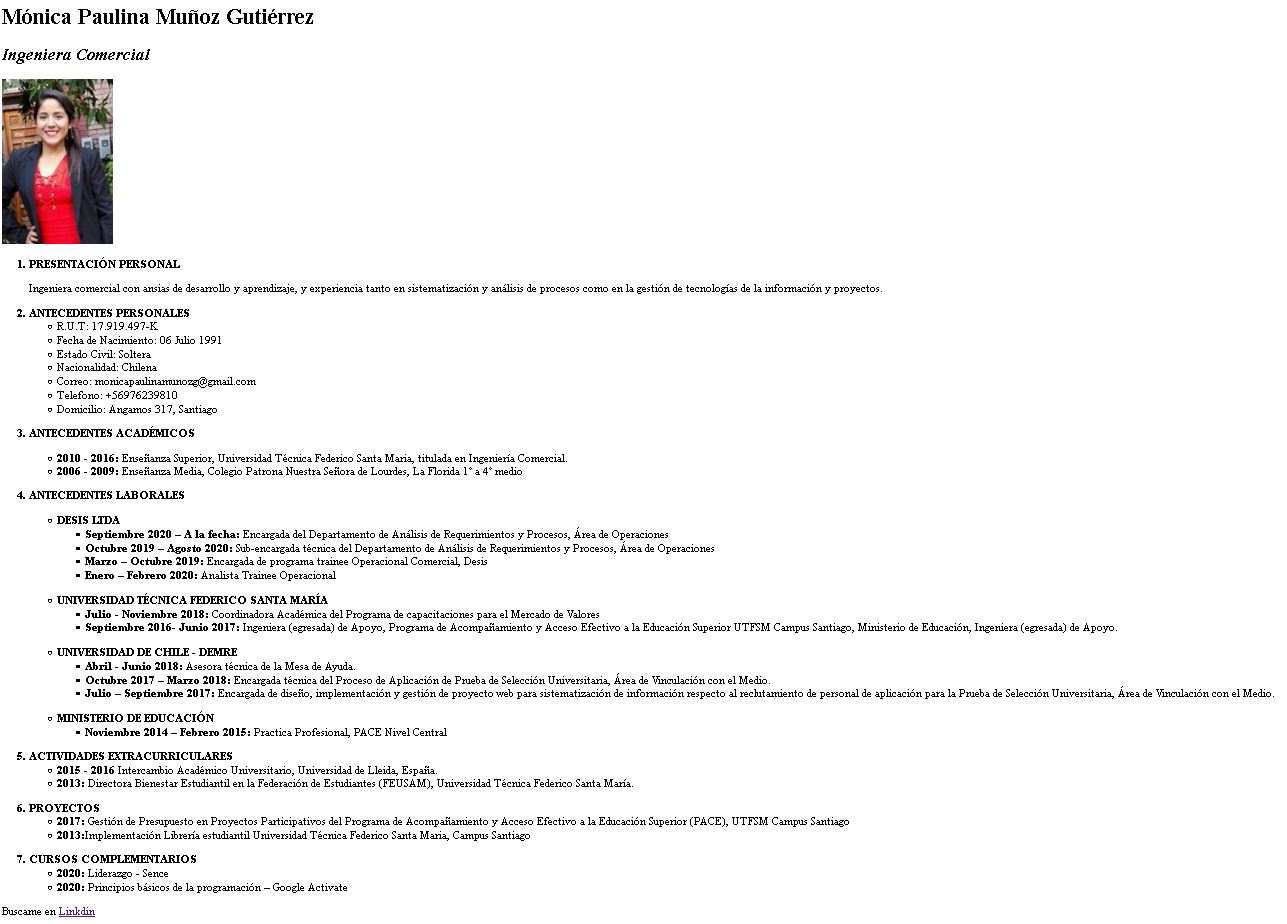 Mónica Paulina Muñoz Gutiérrez
Ingeniera Comercial
1. PRESENTACIÓN PERSONAL
Ingeniera comercial con ansias de desarrollo y aprendizaje, y experiencia tanto en sistematización y análisis de procesos como en la gestión de tecnologías de la información y proyectos.
2. ANTECEDENTES PERSONALES
R.U.T: 17.919.497-K
Fecha de Nacimiento: 06 Julio 1991
Estado Civil: Soltera
Nacionalidad: Chilena
Correo: monicapaulinamunozg@gmail.com
Telefono: +56976239810
Domicilio: Angamos 317, Santiago
3. ANTECEDENTES ACADÉMICOS
2010 - 2016: Enseñanza Superior, Universidad Técnica Federico Santa Maria, titulada en Ingeniería Comercial.
2006 - 2009: Enseñanza Media, Colegio Patrona Nuestra Señora de Lourdes, La Florida 1° a 4° medio
4. ANTECEDENTES LABORALES
DESIS LTDA
Septiembre 2020 – A la fecha: Encargada del Departamento de Análisis de Requerimientos y Procesos, Área de Operaciones
Octubre 2019 – Agosto 2020: Sub-encargada técnica del Departamento de Análisis de Requerimientos y Procesos, Área de Operaciones
Marzo – Octubre 2019: Encargada de programa trainee Operacional Comercial, Desis
Enero – Febrero 2020: Analista Trainee Operacional
UNIVERSIDAD TÉCNICA FEDERICO SANTA MARÍA
Julio - Noviembre 2018: Coordinadora Académica del Programa de capacitaciones para el Mercado de Valores
Septiembre 2016- Junio 2017: Ingeniera (egresada) de Apoyo, Programa de Acompañamiento y Acceso Efectivo a la Educación Superior UTFSM Campus Santiago, Ministerio de Educación, Ingeniera (egresada) de Apoyo.
UNIVERSIDAD DE CHILE - DEMRE
Abril - Junio 2018: Asesora técnica de la Mesa de Ayuda.
Octubre 2017 – Marzo 2018: Encargada técnica del Proceso de Aplicación de Prueba de Selección Universitaria, Área de Vinculación con el Medio.
Julio – Septiembre 2017: Encargada de diseño, implementación y gestión de proyecto web para sistematización de información respecto al reclutamiento de personal de aplicación para la Prueba de Selección Universitaria, Área de Vinculación con el Medio.
MINISTERIO DE EDUCACIÓN
Noviembre 2014 – Febrero 2015: Practica Profesional, PACE Nivel Central
5. ACTIVIDADES EXTRACURRICULARES
2015 - 2016 Intercambio Académico Universitario, Universidad de Lleida, España.
2013: Directora Bienestar Estudiantil en la Federación de Estudiantes (FEUSAM), Universidad Técnica Federico Santa María.
6. PROYECTOS
2017: Gestión de Presupuesto en Proyectos Participativos del Programa de Acompañamiento y Acceso Efectivo a la Educación Superior (PACE), UTFSM Campus Santiago
2013:Implementación Librería estudiantil Universidad Técnica Federico Santa Maria, Campus Santiago
7. CURSOS COMPLEMENTARIOS
2020: Liderazgo - Sence
2020: Principios básicos de la programación – Google Activate
Buscame en Linkdin